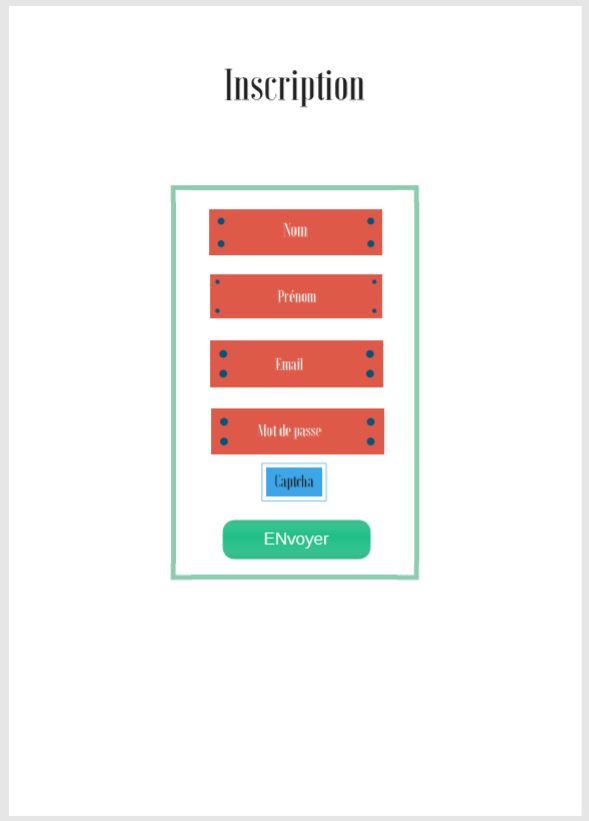 Inscription
Nom
Prénom
Email
Mot de passe
Captcha
ENvoyer